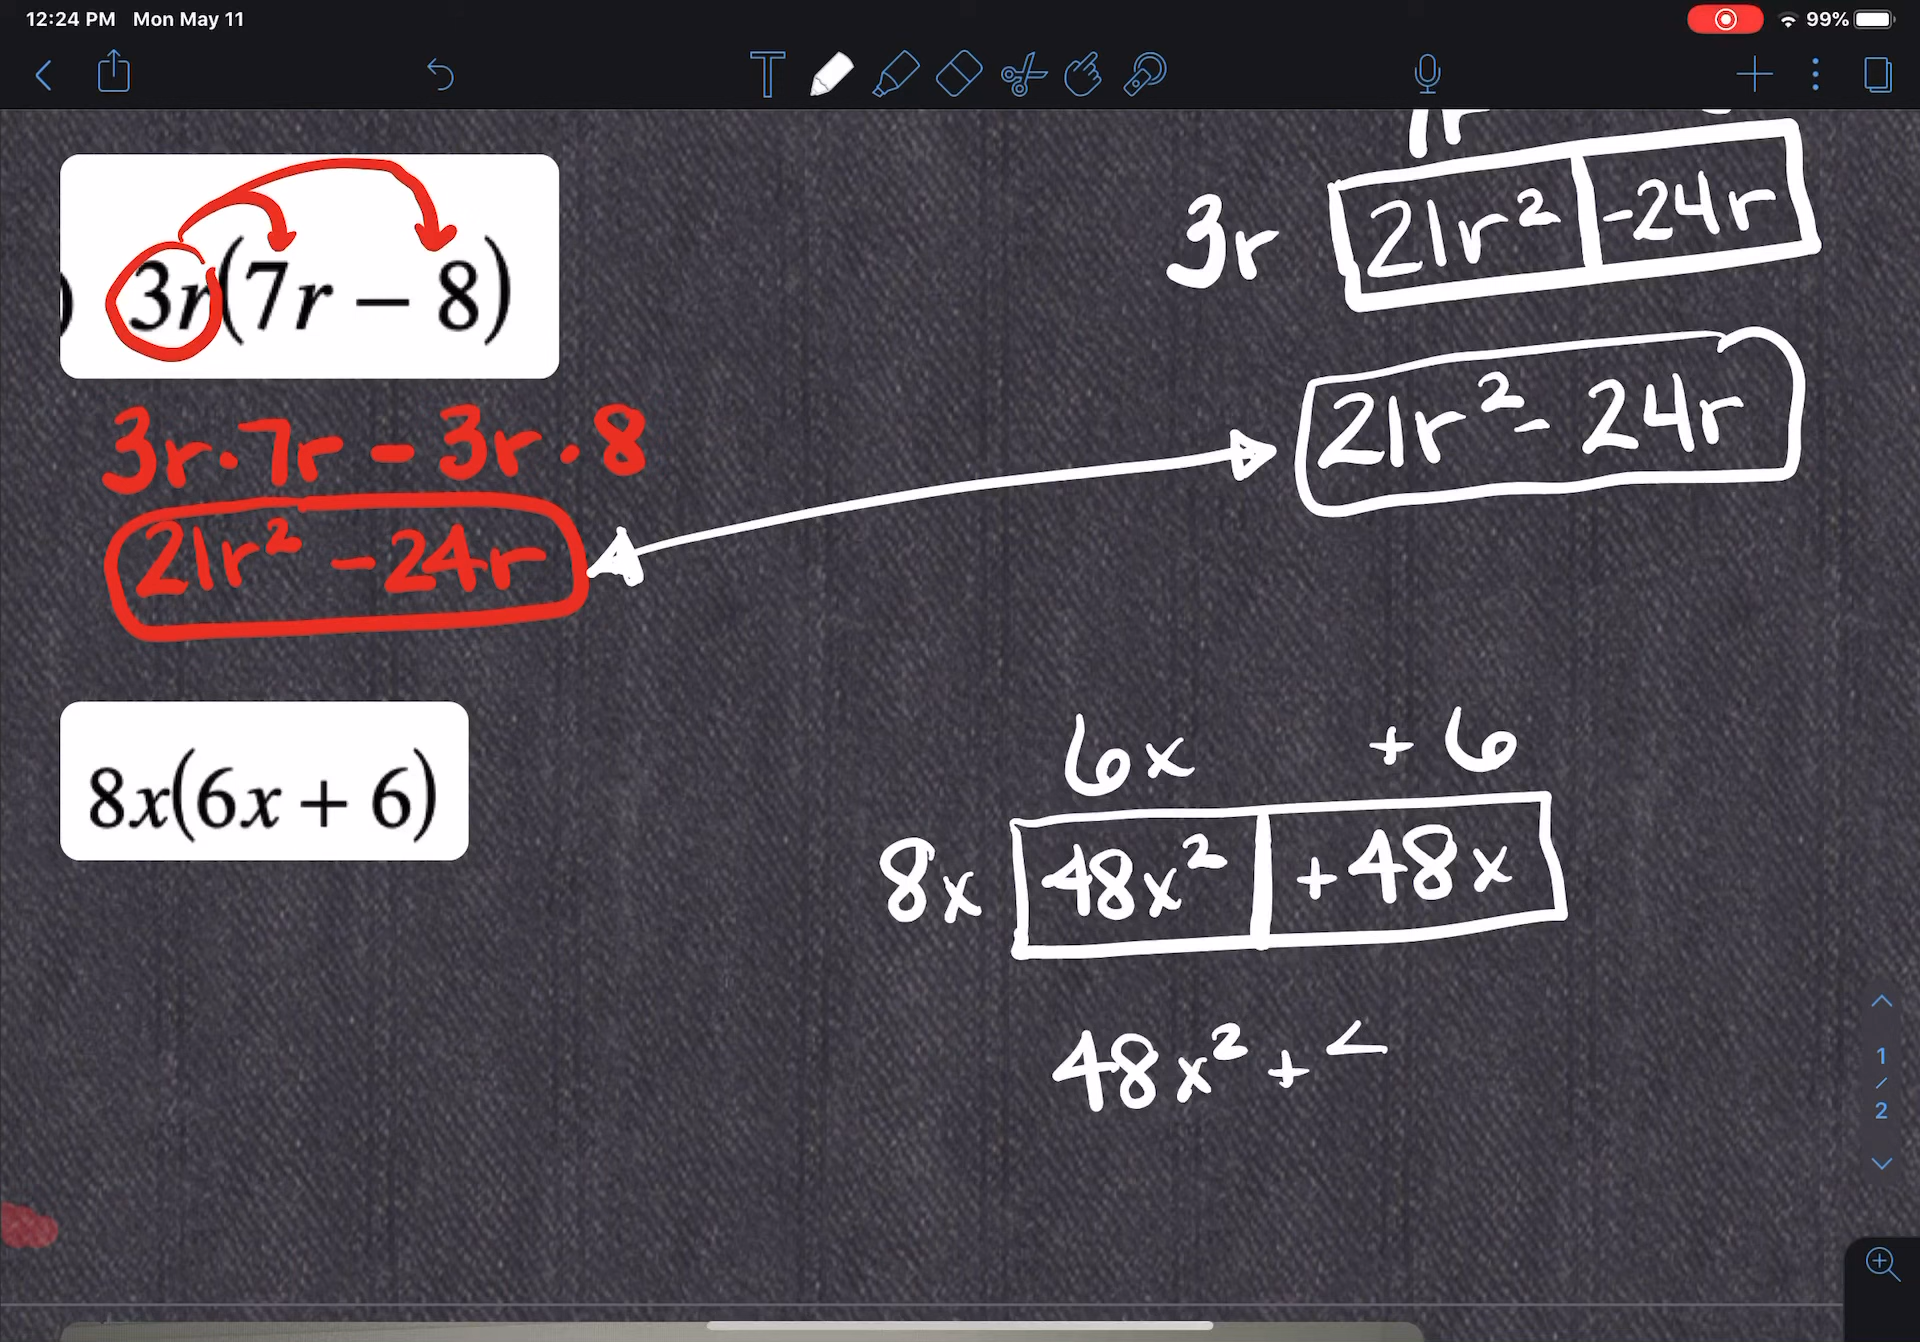 12:24 PM Mon May 11
99%
3r(7r − 8)
3r 21r² -24r
3r·7r - 3r·8
21r² - 24r
21r² -24r
8x(6x + 6)
6x + 6
8x 48x² +48x
48x² +
1
/
2